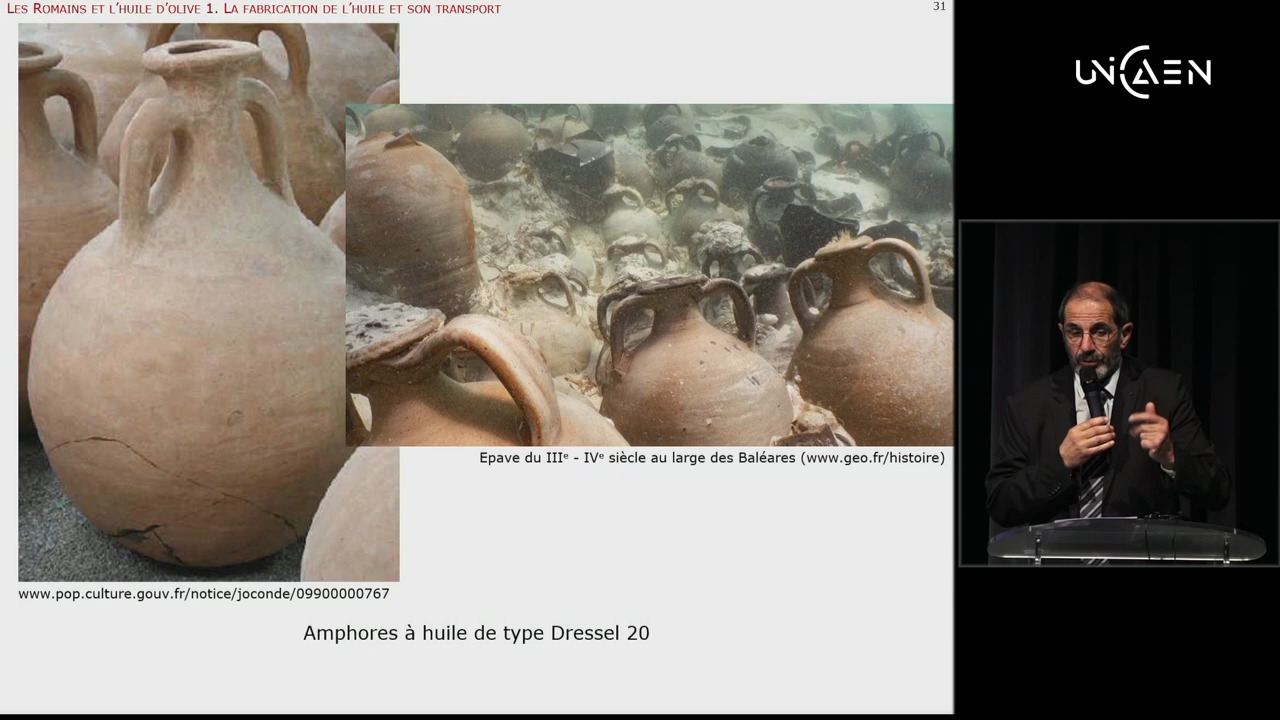 Les Romains et l'huile d'olive 1. La fabrication de l'huile et son transport
31
UNICAEN
Epave du IIIᵉ - IVᵉ siècle au large des Baléares (www.geo.fr/histoire)
www.pop.culture.gouv.fr/notice/joconde/09900000767
Amphores à huile de type Dressel 20